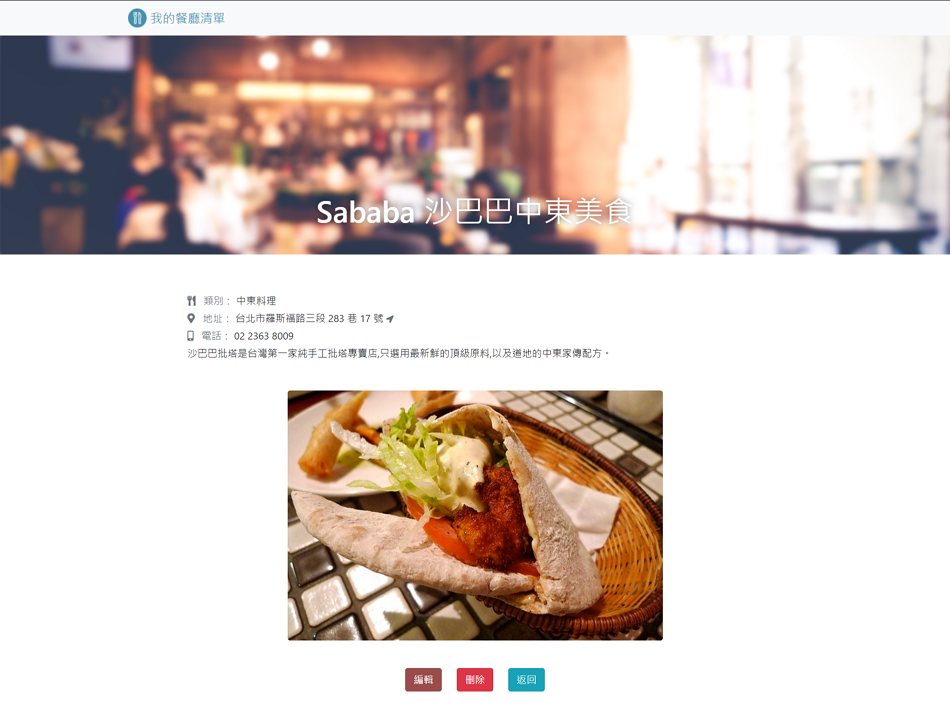 我的餐廳清單
Sababa 沙巴巴中東美食
類別： 中東料理
地址： 台北市羅斯福路三段 283 巷 17 號
電話： 02 2363 8009
沙巴巴批塔是台灣第一家純手工批塔專賣店,只選用最新鮮的頂級原料,以及道地的中東家傳配方。
編輯 刪除 返回